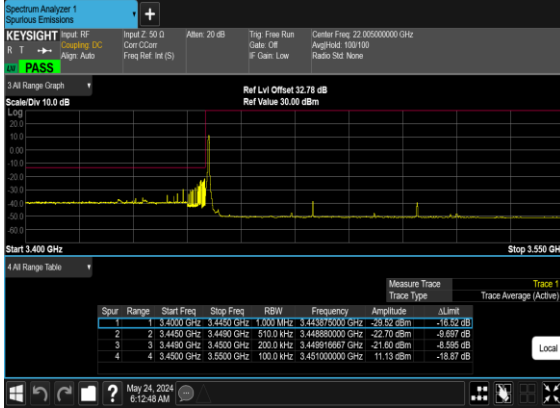 Spectrum Analyzer 1
Spurious Emissions
+
KEYSIGHT Input: RF Input Z: 50 Ω Atten: 20 dB Trig: Free Run Center Freq: 22.005000000 GHz
R T Coupling: DC Corr CCorr Gate: Off Avg|Hold: 100/100
Align: Auto Freq Ref: Int (S) IF Gain: Low Radio Std: None
PASS
3 All Range Graph
Ref Lvl Offset 32.78 dB
Scale/Div 10.0 dB Ref Value 30.00 dBm
Log
20.0
10.0
0.00
-10.0
-20.0
-30.0
-40.0
-50.0
-60.0
Start 3.400 GHz Stop 3.550 GH
4 All Range Table
Measure Trace Trace 1
Trace Type Trace Average (Active)
Spur Range Start Freq Stop Freq RBW Frequency Amplitude ΔLimit
1 1 3.4000 GHz 3.4450 GHz 1.000 MHz 3.443875000 GHz -29.52 dBm -16.52 dB
2 2 3.4450 GHz 3.4490 GHz 510.0 kHz 3.448880000 GHz -22.70 dBm -9.697 dB
3 3 3.4490 GHz 3.4500 GHz 200.0 kHz 3.449916667 GHz -21.60 dBm -8.595 dB
4 4 3.4500 GHz 3.5500 GHz 100.0 kHz 3.451000000 GHz 11.13 dBm -18.87 dB
Local
?
May 24, 2024
6:12:48 AM